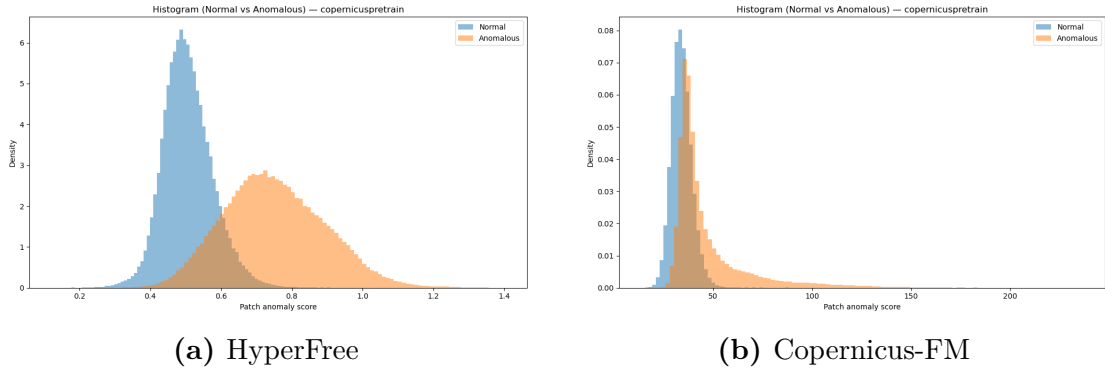 Histogram (Normal vs Anomalous) — copernicuspretrain
Normal
Anomalous
6
5
4
3
2
1
0
Density
0.2 0.4 0.6 0.8 1.0 1.2 1.4
Patch anomaly score
(a) HyperFree
Histogram (Normal vs Anomalous) — copernicuspretrain
Normal
Anomalous
0.08
0.07
0.06
0.05
0.04
0.03
0.02
0.01
0.00
Density
50 100 150 200
Patch anomaly score
(b) Copernicus-FM